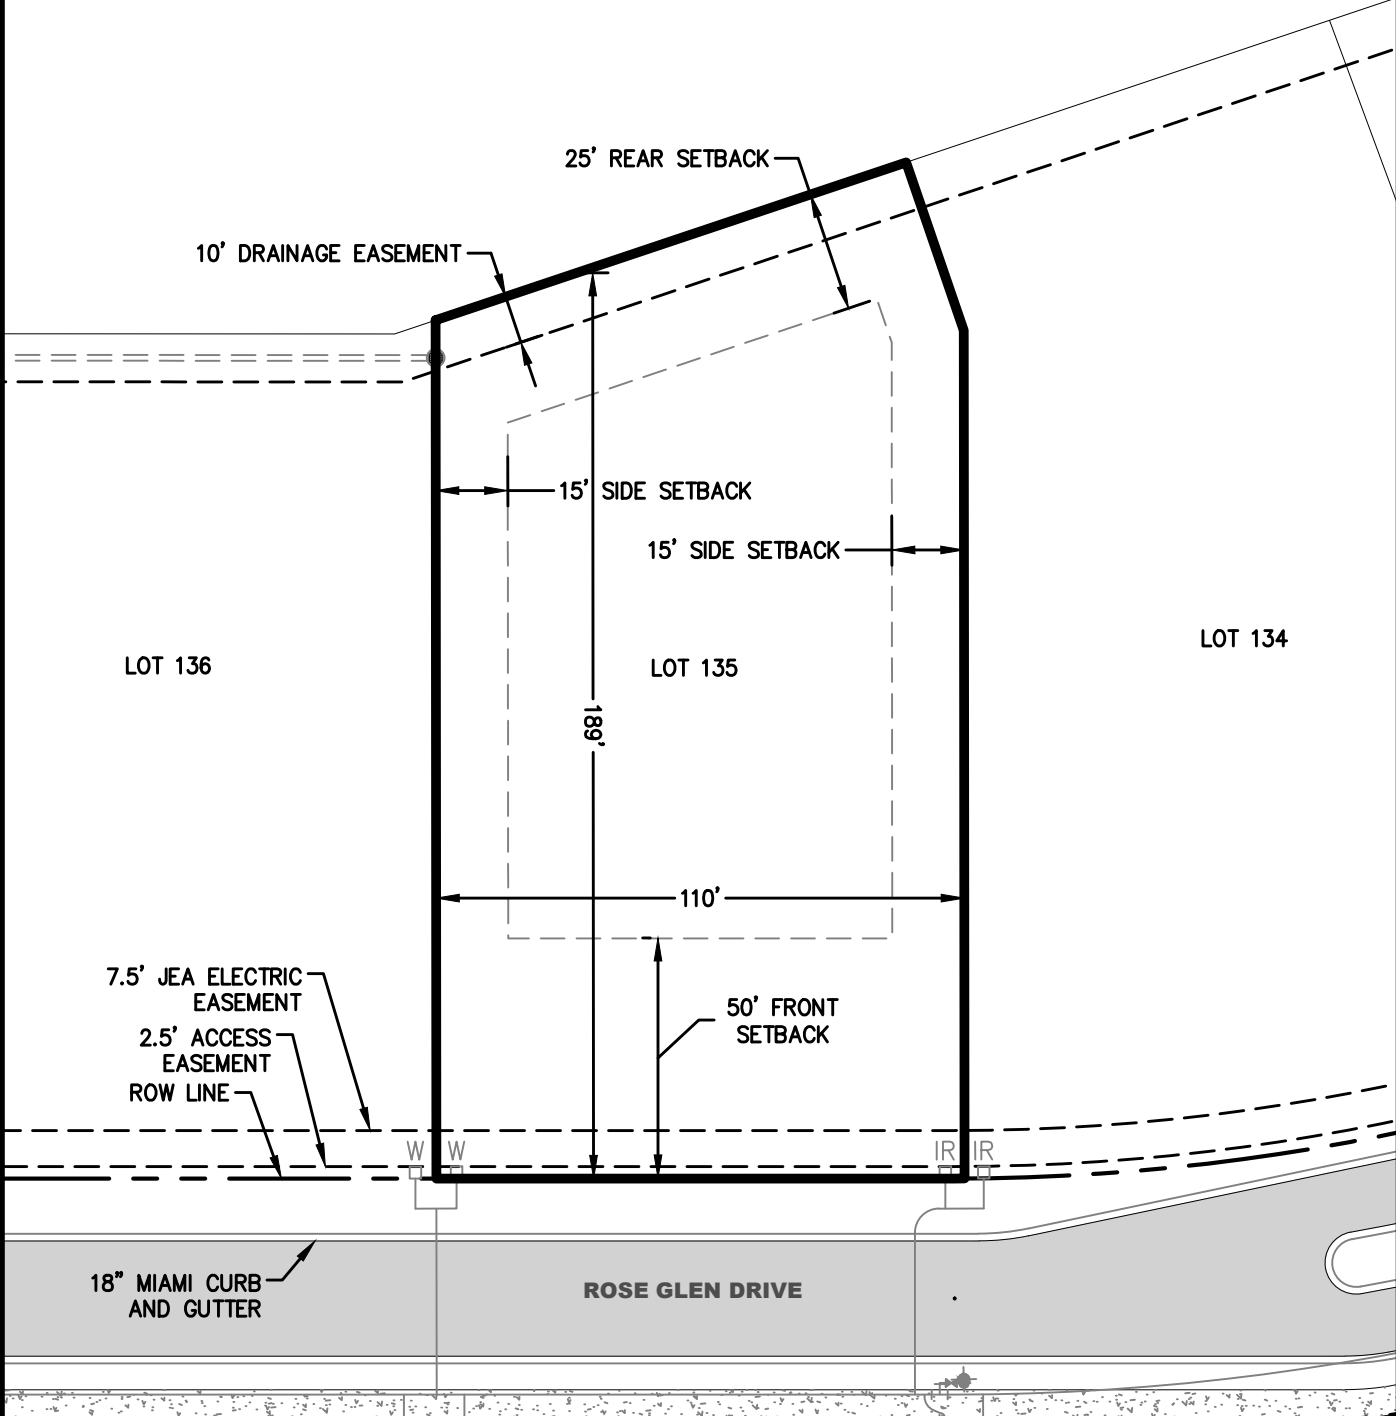 25' REAR SETBACK
10' DRAINAGE EASEMENT
15' SIDE SETBACK
15' SIDE SETBACK
LOT 134
LOT 136
LOT 135
189'
110'
7.5' JEA ELECTRIC
EASEMENT
2.5' ACCESS
EASEMENT
ROW LINE
50' FRONT
SETBACK
W W
IR IR
18" MIAMI CURB
AND GUTTER
ROSE GLEN DRIVE